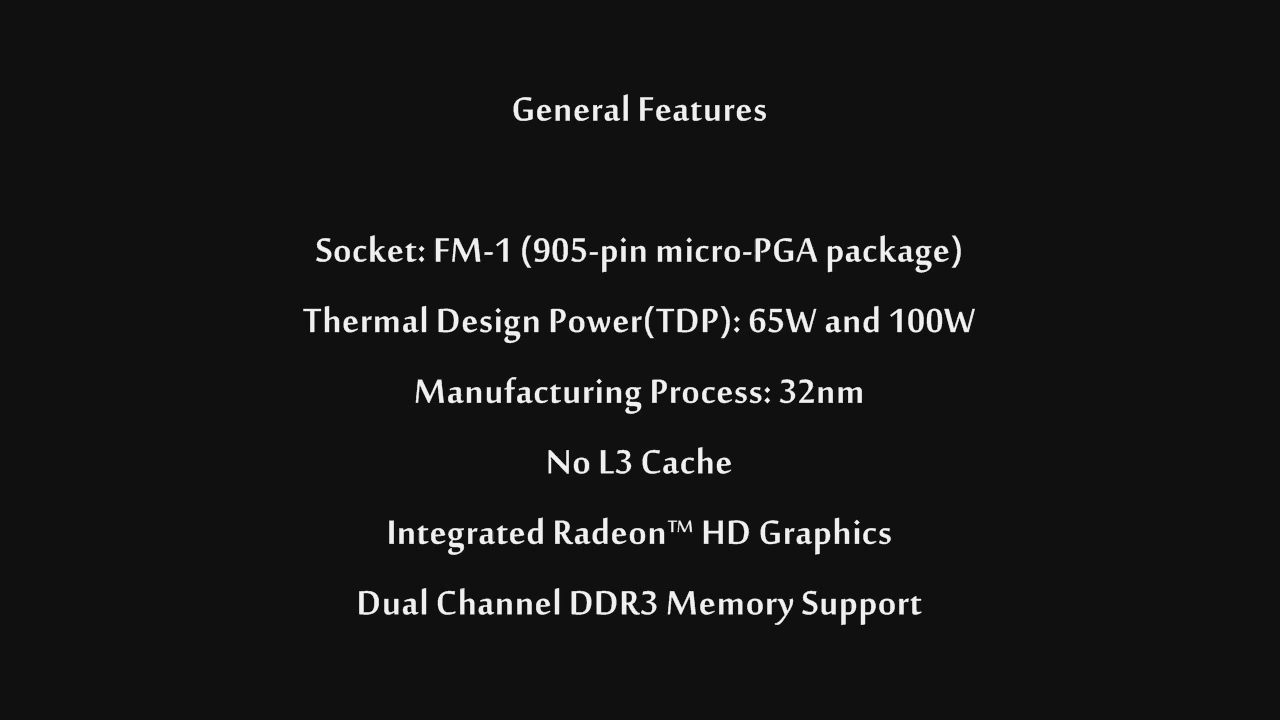 General Features
Socket: FM-1 (905-pin micro-PGA package)
Thermal Design Power(TDP): 65W and 100W
Manufacturing Process: 32nm
No L3 Cache
Integrated Radeon™ HD Graphics
Dual Channel DDR3 Memory Support